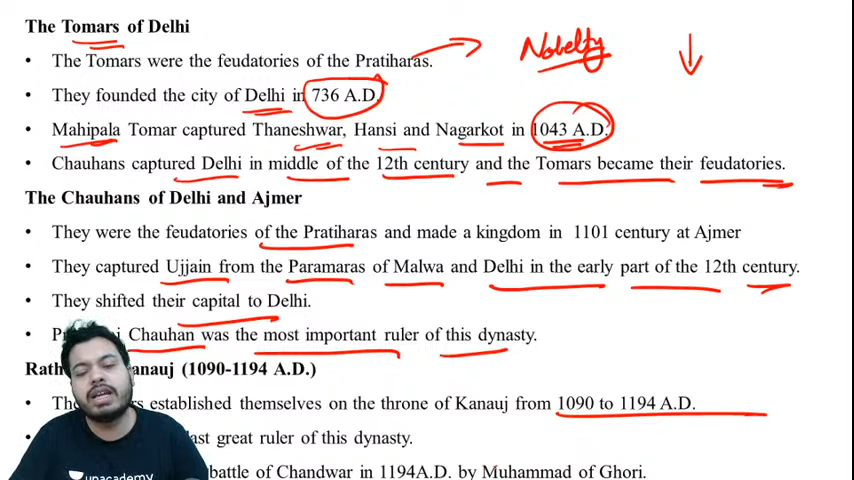 The Tomars of Delhi
• The Tomars were the feudatories of the Pratiharas. Nobelty
• They founded the city of Delhi in 736 A.D.
• Mahipala Tomar captured Thaneshwar, Hansi and Nagarkot in 1043 A.D.
• Chauhans captured Delhi in middle of the 12th century and the Tomars became their feudatories.
The Chauhans of Delhi and Ajmer
• They were the feudatories of the Pratiharas and made a kingdom in 1101 century at Ajmer
• They captured Ujjain from the Paramaras of Malwa and Delhi in the early part of the 12th century.
• They shifted their capital to Delhi.
• Chauhan was the most important ruler of this dynasty.
(1090-1194 A.D.)
• established themselves on the throne of Kanauj from 1090 to 1194 A.D.
last great ruler of this dynasty.
battle of Chandwar in 1194A.D. by Muhammad of Ghori.
unacademy